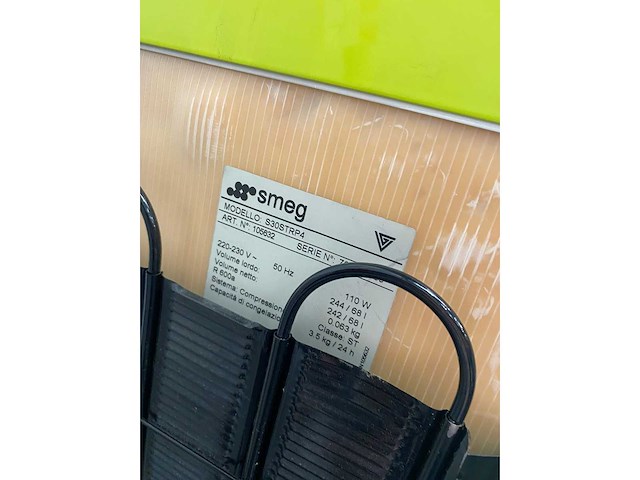 smeg
MODELLO: S30STRP4
ART. N°: 105632 SERIE N°:
220-230 V ~ 50 Hz 110 W
Volume lordo: 244 / 68 l
Volume netto: 242 / 68 l
R 600a 0.063 kg
Sistema: Compressione Classe: ST
Capacità di congelazio 3.5 kg / 24 h